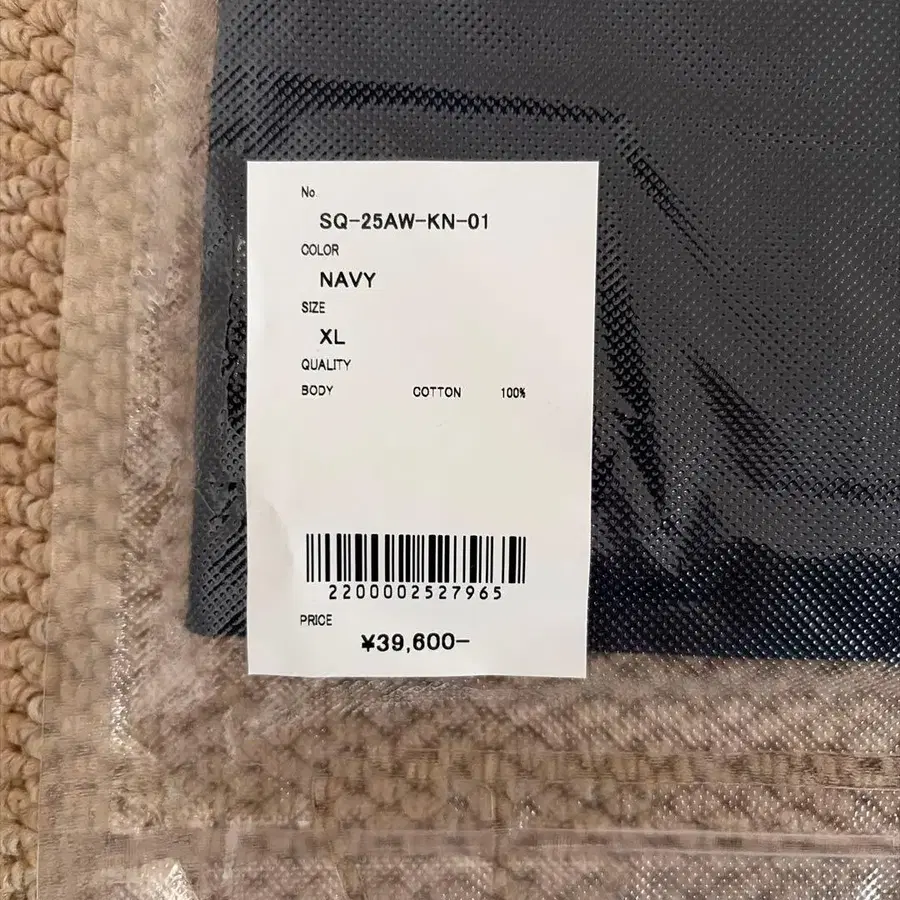 No.
SQ-25AW-KN-01
COLOR
NAVY
SIZE
XL
QUALITY
BODY COTTON 100%
2200002527965
PRICE
¥39,600-